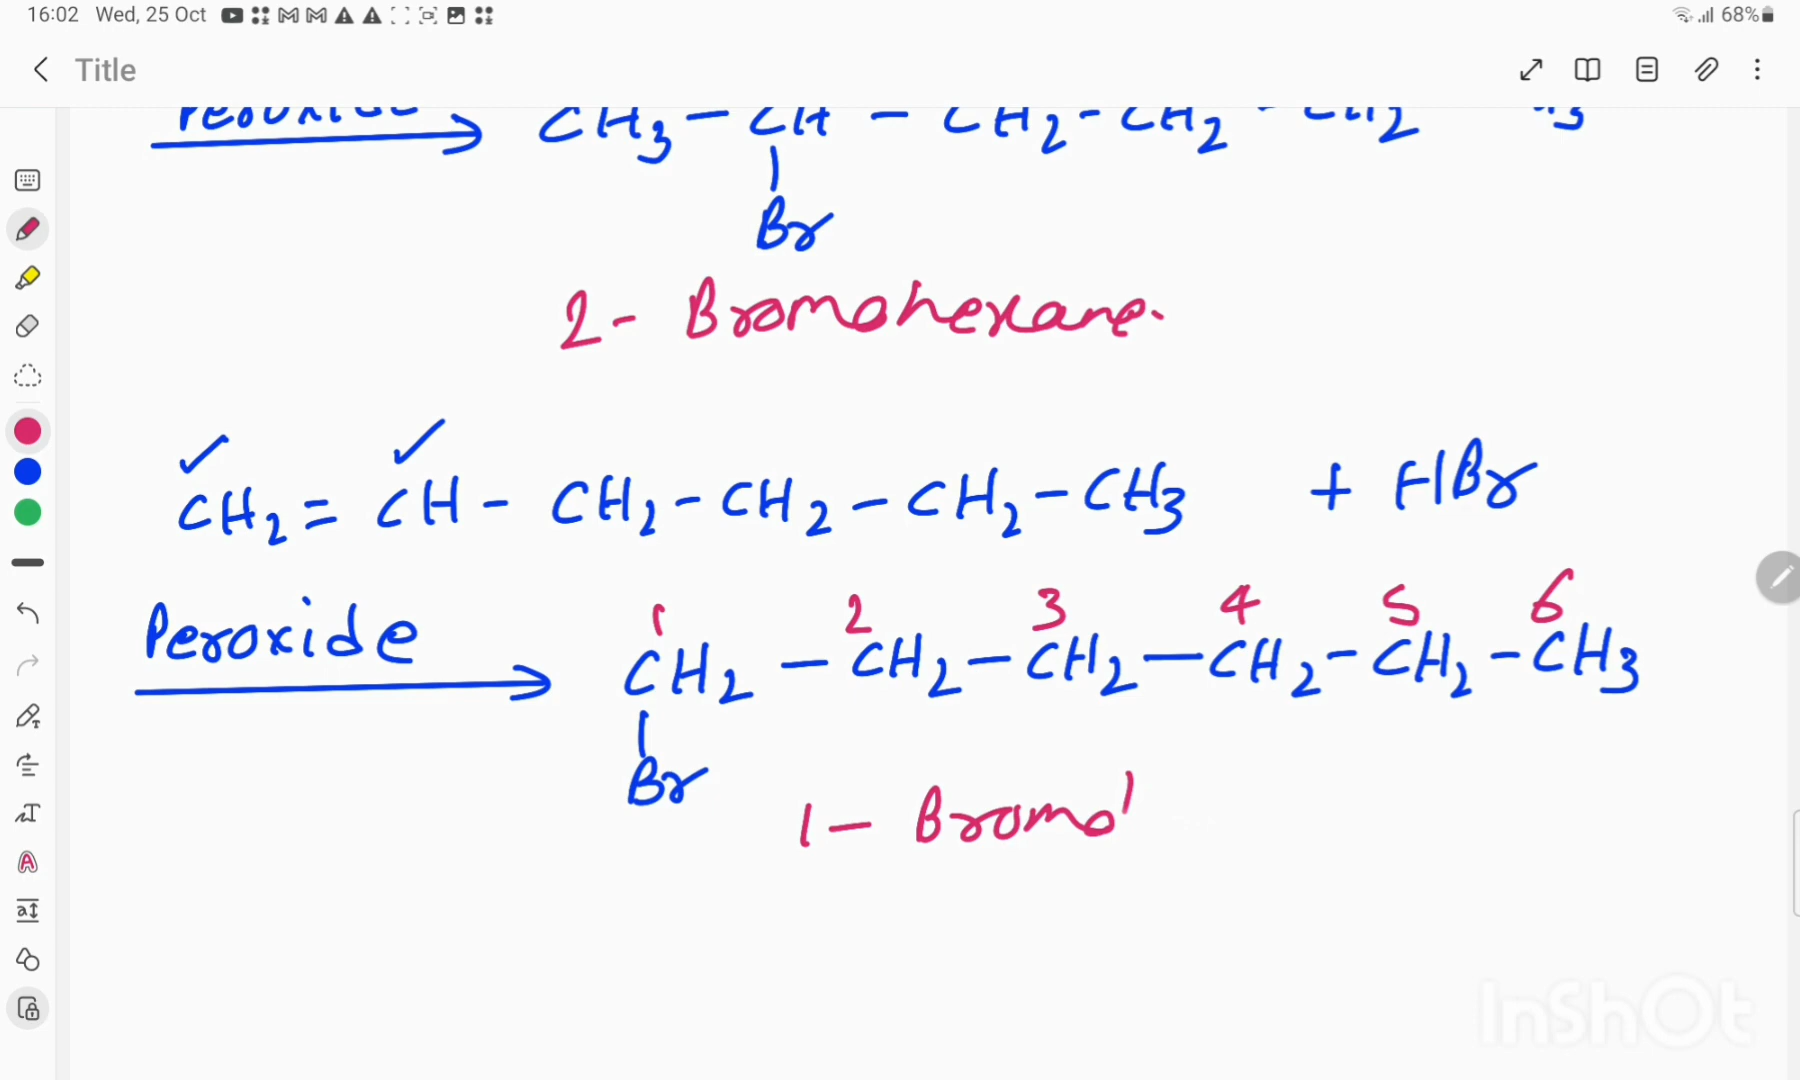 16:02 Wed, 25 Oct 68%
Title
Peroxide CH3 - CH - CH2 - CH2 - CH2
Br
2 - Bromohexane.
CH2 = CH - CH2 - CH2 - CH2 - CH3 + HBr
1 2 3 4 5 6
Peroxide CH2 - CH2 - CH2 - CH2 - CH2 - CH3
Br
1 - Bromo
InShOt